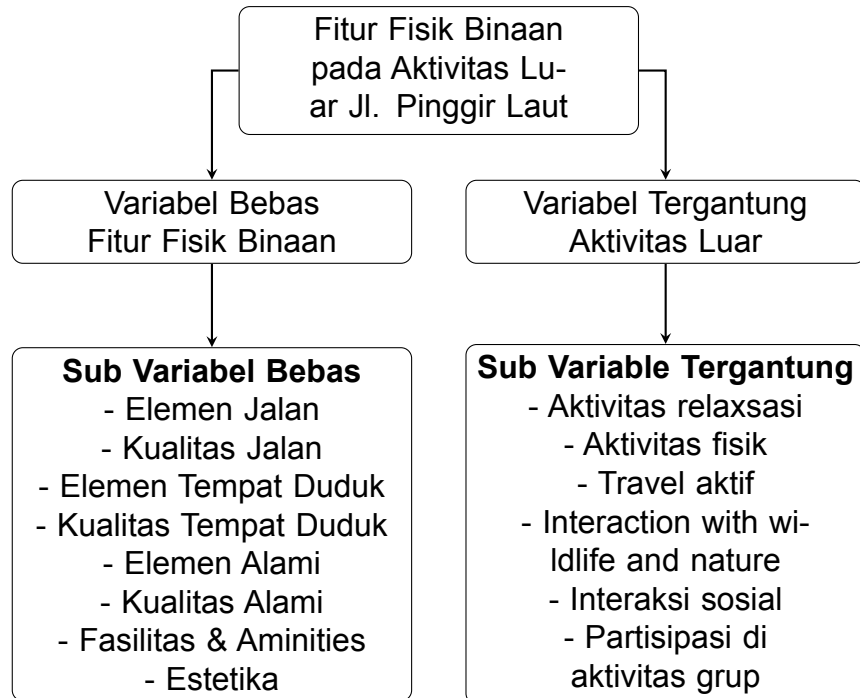 Fitur Fisik Binaan
pada Aktivitas Lu-
ar Jl. Pinggir Laut
Variabel Bebas
Fitur Fisik Binaan
Variabel Tergantung
Aktivitas Luar
Sub Variabel Bebas
- Elemen Jalan
- Kualitas Jalan
- Elemen Tempat Duduk
- Kualitas Tempat Duduk
- Elemen Alami
- Kualitas Alami
- Fasilitas & Aminities
- Estetika
Sub Variable Tergantung
- Aktivitas relaxsasi
- Aktivitas fisik
- Travel aktif
- Interaction with wi-
ldlife and nature
- Interaksi sosial
- Partisipasi di
aktivitas grup